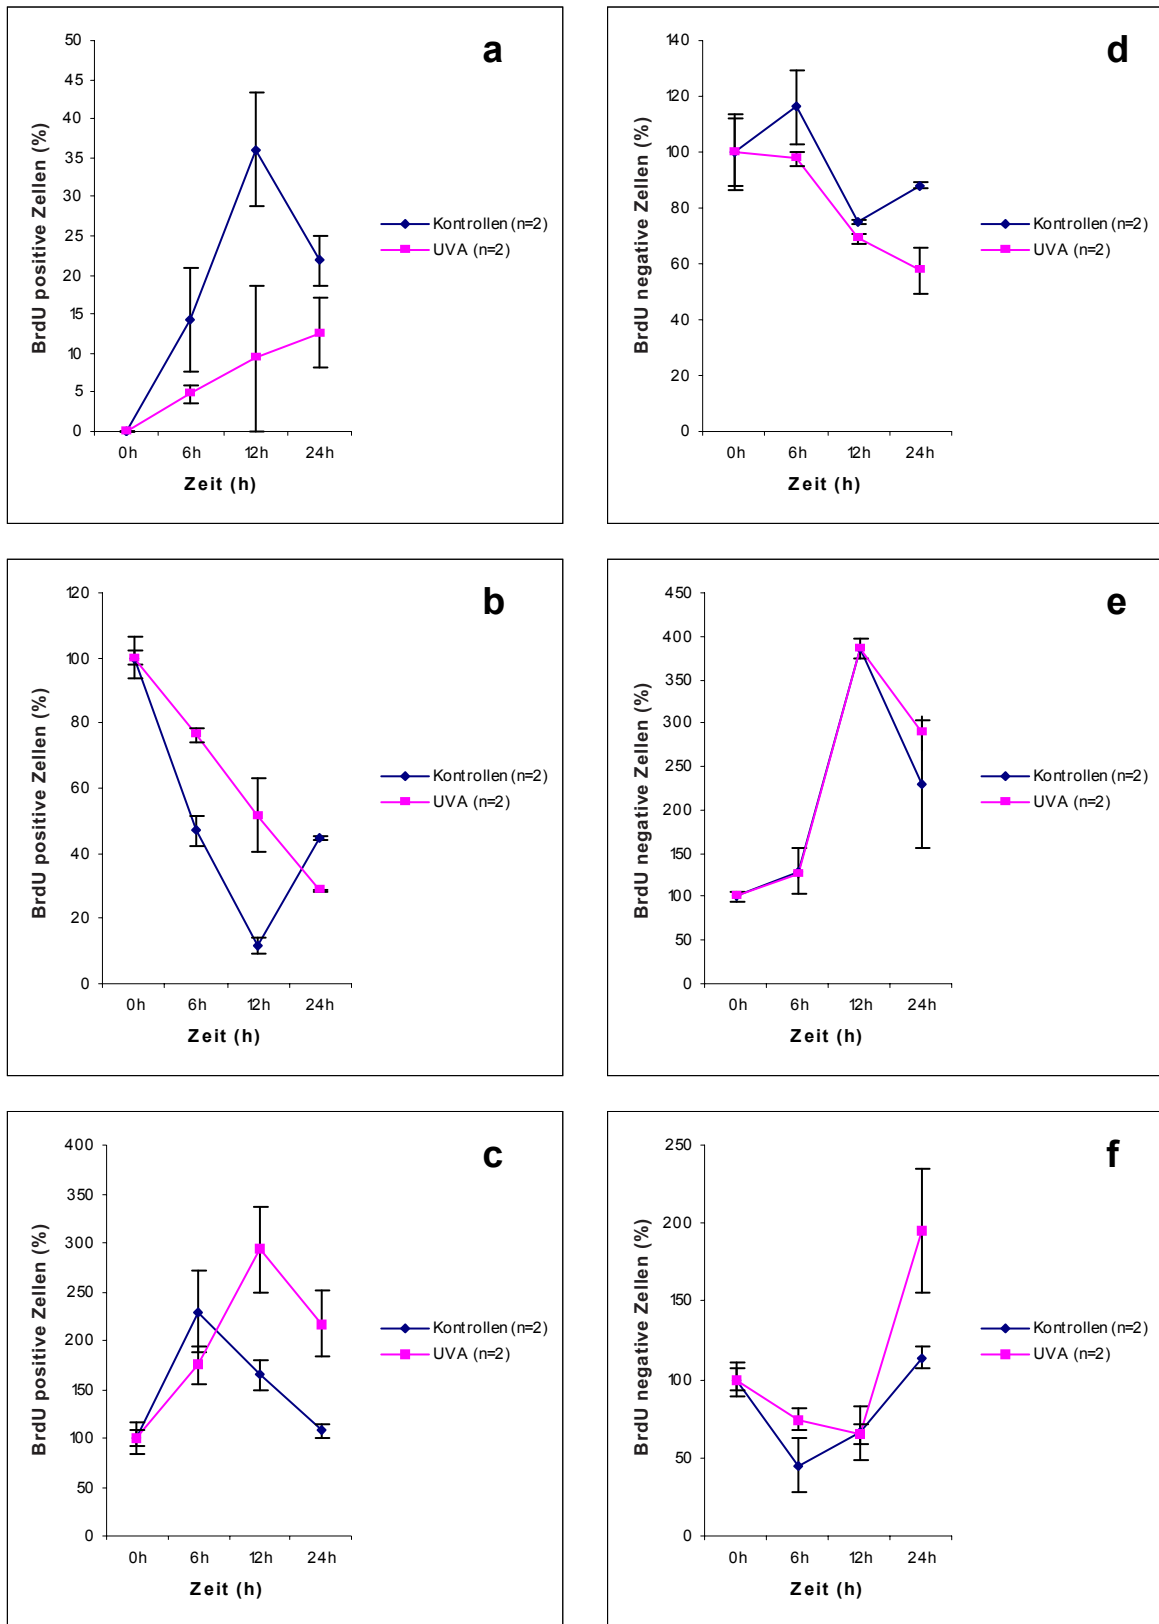 a
BrdU positive Zellen (%)
50
45
40
35
30
25
20
15
10
5
0
0h 6h 12h 24h
Zeit (h)
Kontrollen (n=2)
UVA (n=2)
d
BrdU negative Zellen (%)
140
120
100
80
60
40
20
0
0h 6h 12h 24h
Zeit (h)
Kontrollen (n=2)
UVA (n=2)
b
BrdU positive Zellen (%)
120
100
80
60
40
20
0
0h 6h 12h 24h
Zeit (h)
Kontrollen (n=2)
UVA (n=2)
e
BrdU negative Zellen (%)
450
400
350
300
250
200
150
100
50
0
0h 6h 12h 24h
Zeit (h)
Kontrollen (n=2)
UVA (n=2)
c
BrdU positive Zellen (%)
400
350
300
250
200
150
100
50
0
0h 6h 12h 24h
Zeit (h)
Kontrollen (n=2)
UVA (n=2)
f
BrdU negative Zellen (%)
250
200
150
100
50
0
0h 6h 12h 24h
Zeit (h)
Kontrollen (n=2)
UVA (n=2)